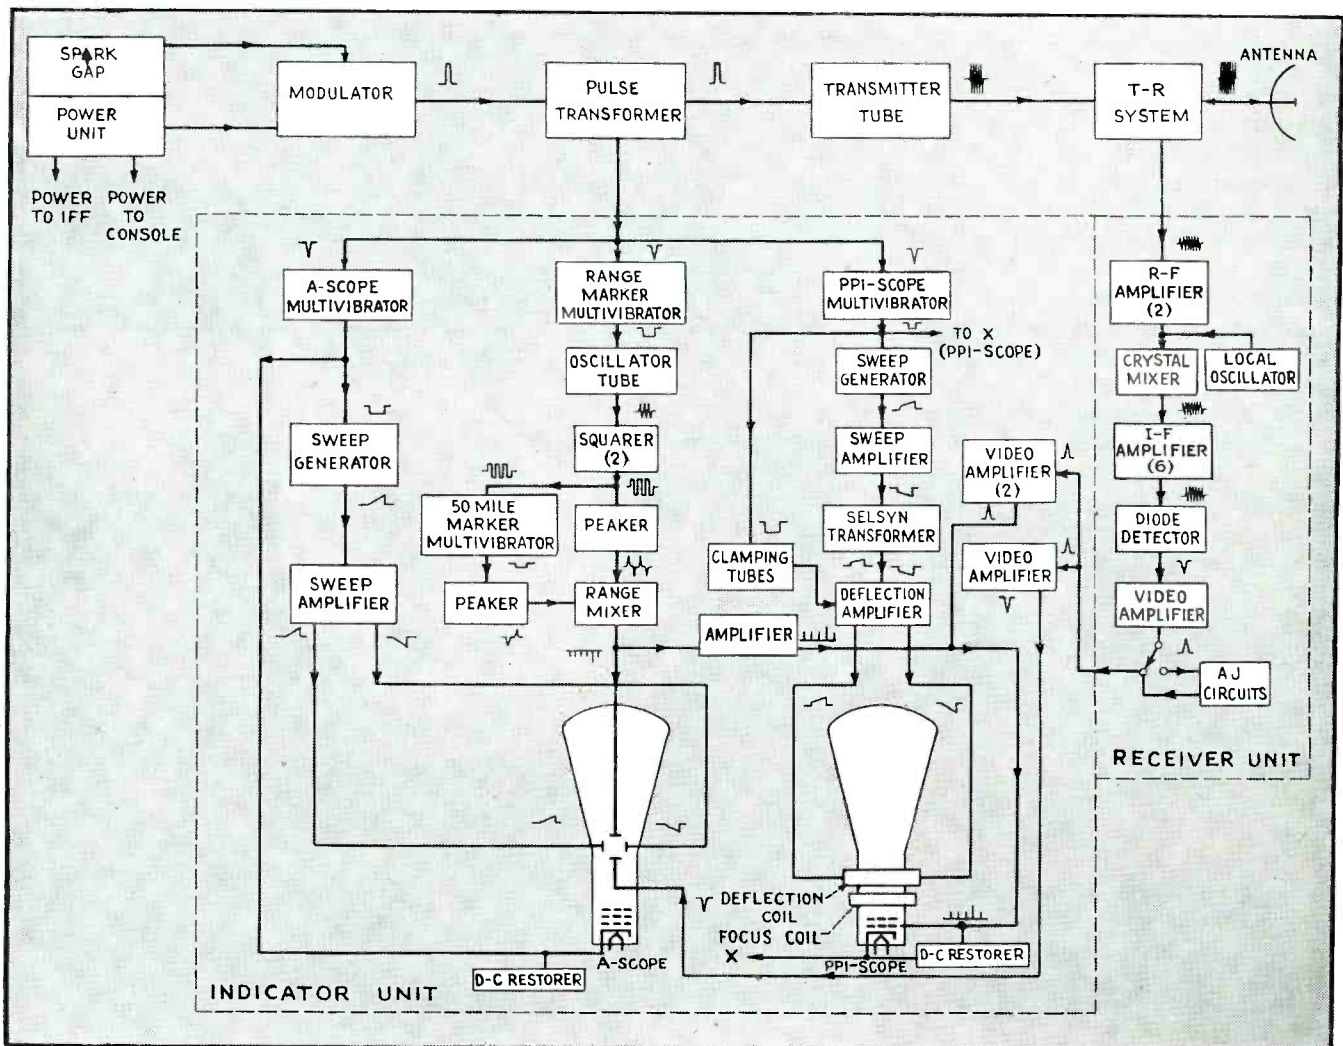 SPARK
GAP
POWER
UNIT
POWER
TO IFF
POWER
TO
CONSOLE
MODULATOR
PULSE
TRANSFORMER
TRANSMITTER
TUBE
T-R
SYSTEM
ANTENNA
A-SCOPE
MULTIVIBRATOR
RANGE
MARKER
MULTIVIBRATOR
PPI-SCOPE
MULTIVIBRATOR
TO X
(PPI-SCOPE)
R-F
AMPLIFIER
(2)
OSCILLATOR
TUBE
SWEEP
GENERATOR
CRYSTAL
MIXER
LOCAL
OSCILLATOR
SWEEP
GENERATOR
SQUARER
(2)
SWEEP
AMPLIFIER
VIDEO
AMPLIFIER
(2)
I-F
AMPLIFIER
(6)
50 MILE
MARKER
MULTIVIBRATOR
PEAKER
SELSYN
TRANSFORMER
DIODE
DETECTOR
CLAMPING
TUBES
VIDEO
AMPLIFIER
SWEEP
AMPLIFIER
PEAKER
RANGE
MIXER
DEFLECTION
AMPLIFIER
VIDEO
AMPLIFIER
AMPLIFIER
AJ
CIRCUITS
RECEIVER UNIT
DEFLECTION
COIL
FOCUS COIL
X
D-C RESTORER
A-SCOPE
PPI-SCOPE
D-C RESTORER
INDICATOR UNIT